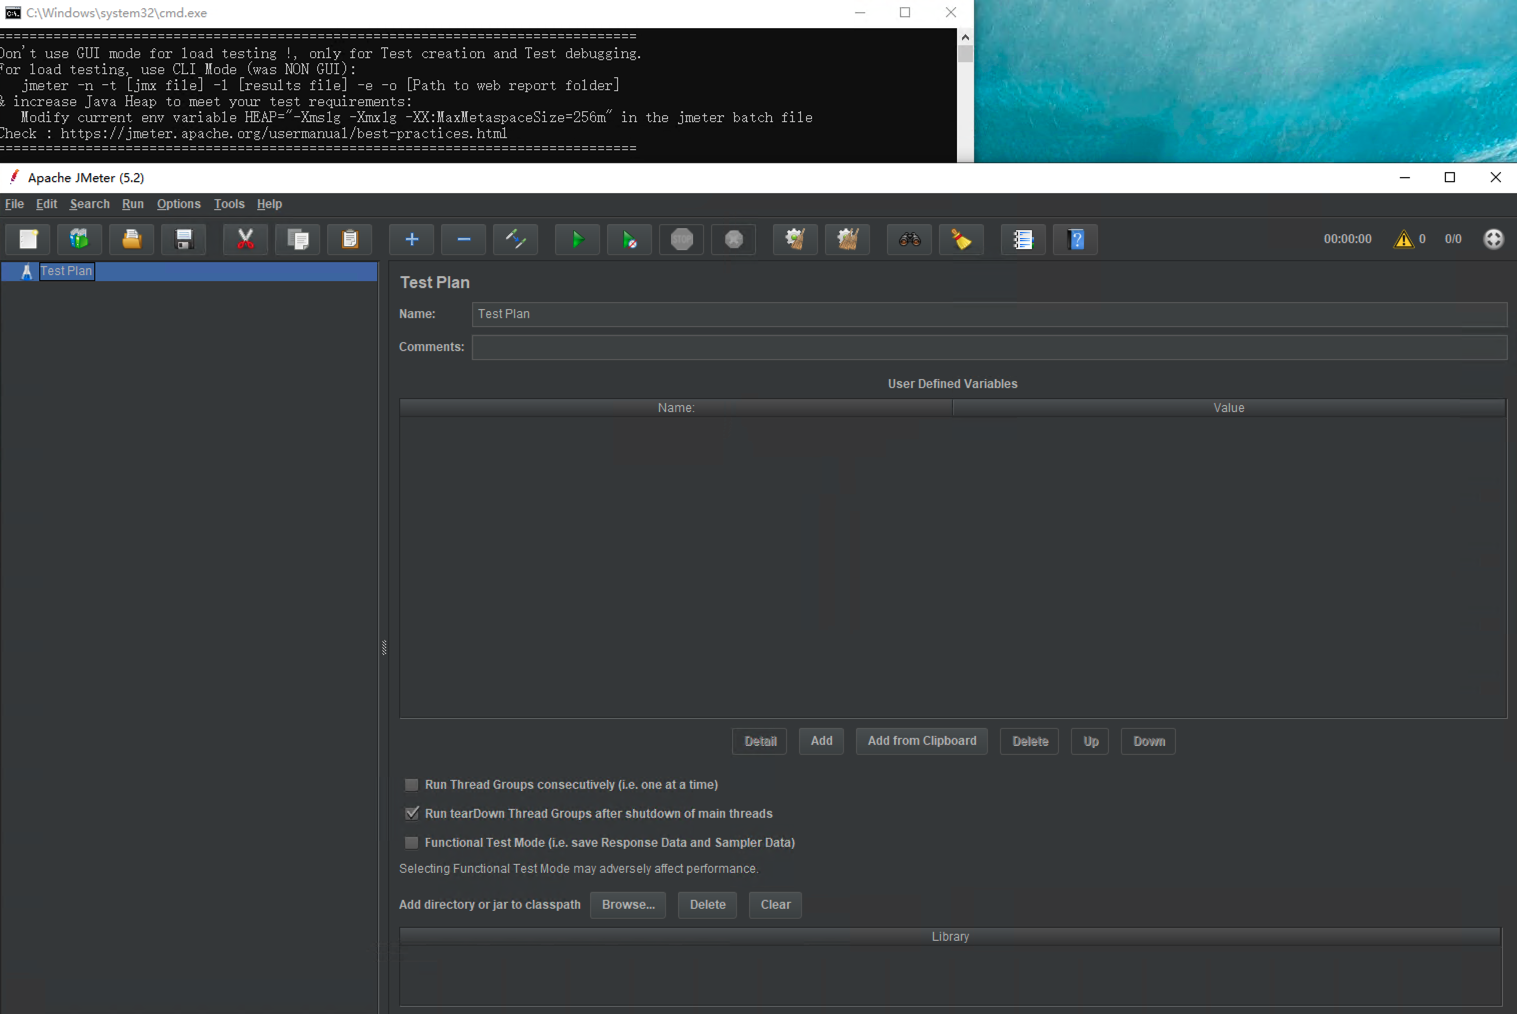 C:\Windows\system32\cmd.exe
================================================================================
Don't use GUI mode for load testing !, only for Test creation and Test debugging.
For load testing, use CLI Mode (was NON GUI):
jmeter -n -t [jmx file] -l [results file] -e -o [Path to web report folder]
& increase Java Heap to meet your test requirements:
Modify current env variable HEAP="-Xms1g -Xmx1g -XX:MaxMetaspaceSize=256m" in the jmeter batch file
Check : https://jmeter.apache.org/usermanual/best-practices.html
================================================================================
Apache JMeter (5.2)
File Edit Search Run Options Tools Help
STOP 00:00:00 0 0/0
Test Plan
Test Plan
Name: Test Plan
Comments:
User Defined Variables
Name: Value
Detail Add Add from Clipboard Delete Up Down
Run Thread Groups consecutively (i.e. one at a time)
Run tearDown Thread Groups after shutdown of main threads
Functional Test Mode (i.e. save Response Data and Sampler Data)
Selecting Functional Test Mode may adversely affect performance.
Add directory or jar to classpath Browse... Delete Clear
Library